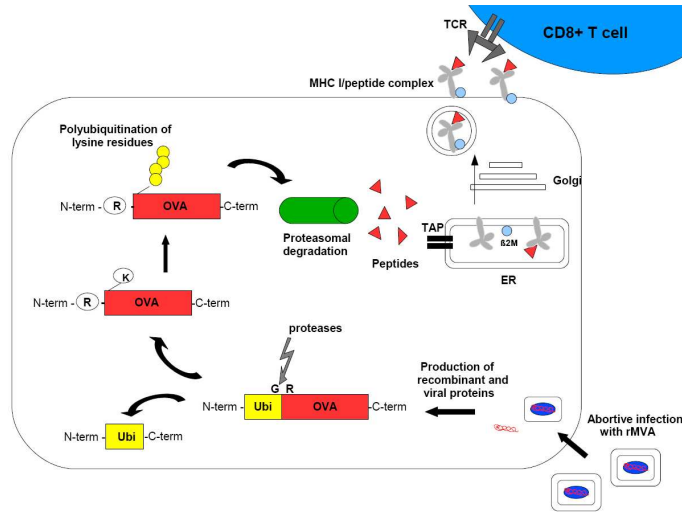 TCR
CD8+ T cell
MHC I/peptide complex
Polyubiquitination of
lysine residues
N-term - R OVA -C-term
Proteasomal
degradation
Peptides
TAP
ß2M
ER
Golgi
K
N-term - R OVA -C-term
proteases
G R
N-term - Ubi OVA -C-term
N-term - Ubi -C-term
Production of
recombinant and
viral proteins
Abortive infection
with rMVA